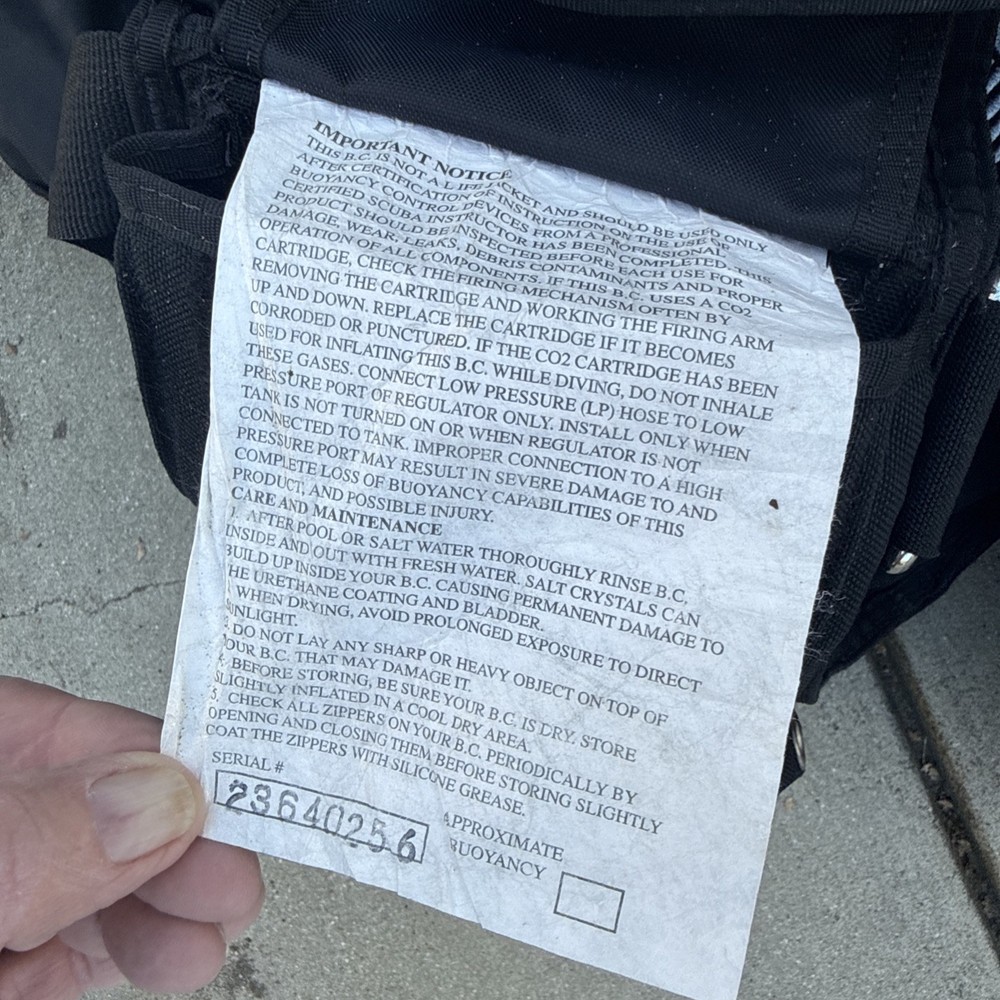 IMPORTANT NOTICE
THIS B.C. IS NOT A LIFE JACKET AND SHOULD BE USED ONLY
AFTER CERTIFICATION OR INSTRUCTION ON THE USE OF
BUOYANCY CONTROL DEVICES FROM A PROFESSIONAL
CERTIFIED SCUBA INSTRUCTOR HAS BEEN COMPLETED. THIS
PRODUCT SHOULD BE INSPECTED BEFORE EACH USE FOR
DAMAGE, WEAR, LEAKS, DEBRIS CONTAMINANTS AND PROPER
OPERATION OF ALL COMPONENTS. IF THIS B.C. USES A CO2
CARTRIDGE, CHECK THE FIRING MECHANISM OFTEN BY
REMOVING THE CARTRIDGE AND WORKING THE FIRING ARM
UP AND DOWN. REPLACE THE CARTRIDGE IF IT BECOMES
CORRODED OR PUNCTURED. IF THE CO2 CARTRIDGE HAS BEEN
USED FOR INFLATING THIS B.C. WHILE DIVING, DO NOT INHALE
THESE GASES. CONNECT LOW PRESSURE (LP) HOSE TO LOW
PRESSURE PORT OF REGULATOR ONLY. INSTALL ONLY WHEN
TANK IS NOT TURNED ON OR WHEN REGULATOR IS NOT
CONNECTED TO TANK. IMPROPER CONNECTION TO A HIGH
PRESSURE PORT MAY RESULT IN SEVERE DAMAGE TO AND
COMPLETE LOSS OF BUOYANCY CAPABILITIES OF THIS
PRODUCT, AND POSSIBLE INJURY.
CARE AND MAINTENANCE
1. AFTER POOL OR SALT WATER THOROUGHLY RINSE B.C.
INSIDE AND OUT WITH FRESH WATER. SALT CRYSTALS CAN
BUILD UP INSIDE YOUR B.C. CAUSING PERMANENT DAMAGE TO
THE URETHANE COATING AND BLADDER.
WHEN DRYING, AVOID PROLONGED EXPOSURE TO DIRECT
SUNLIGHT.
DO NOT LAY ANY SHARP OR HEAVY OBJECT ON TOP OF
YOUR B.C. THAT MAY DAMAGE IT.
BEFORE STORING, BE SURE YOUR B.C. IS DRY. STORE
SLIGHTLY INFLATED IN A COOL DRY AREA.
5. CHECK ALL ZIPPERS ON YOUR B.C. PERIODICALLY BY
OPENING AND CLOSING THEM BEFORE STORING SLIGHTLY
COAT THE ZIPPERS WITH SILICONE GREASE.
SERIAL #
23640256
APPROXIMATE
BUOYANCY